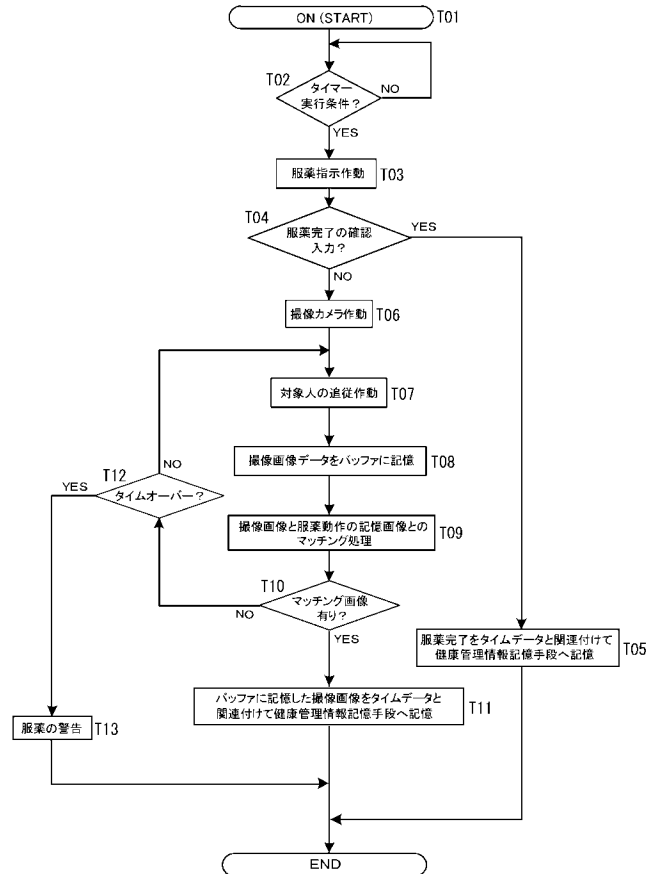 ON (START)
T01
T02
タイマー
実行条件？
NO
YES
服薬指示作動
T03
T04
服薬完了の確認
入力？
YES
NO
撮像カメラ作動
T06
対象人の追従作動
T07
撮像画像データをバッファに記憶
T08
T12
タイムオーバー？
NO
YES
撮像画像と服薬動作の記憶画像との
マッチング処理
T09
T10
マッチング画像
有り？
NO
YES
服薬完了をタイムデータと関連付けて
健康管理情報記憶手段へ記憶
T05
バッファに記憶した撮像画像をタイムデータと
関連付けて健康管理情報記憶手段へ記憶
T11
服薬の警告
T13
END